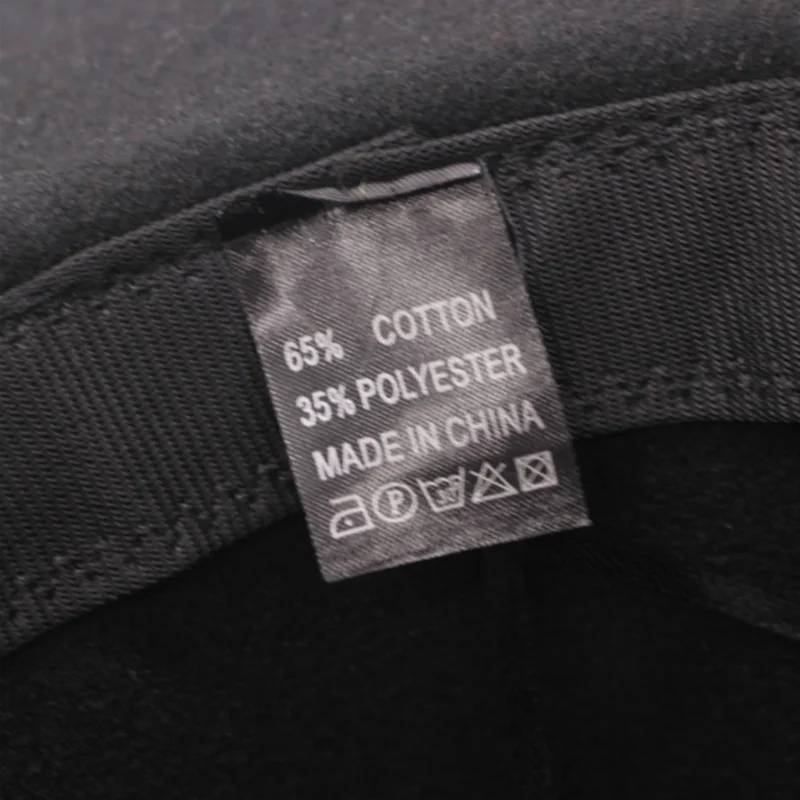 65% COTTON
35% POLYESTER
MADE IN CHINA
P